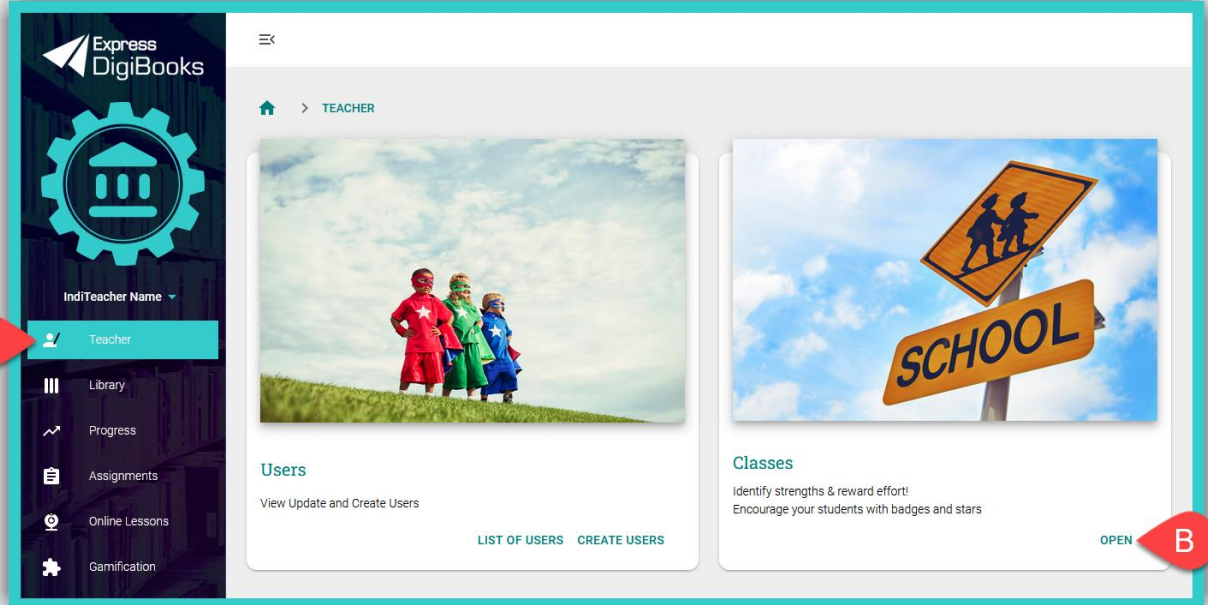 Express
DigiBooks
IndiTeacher Name
Teacher
Library
Progress
Assignments
Online Lessons
Gamification
TEACHER
SCHOOL
Users
View Update and Create Users
LIST OF USERS CREATE USERS
Classes
Identify strengths & reward effort!
Encourage your students with badges and stars
OPEN
B